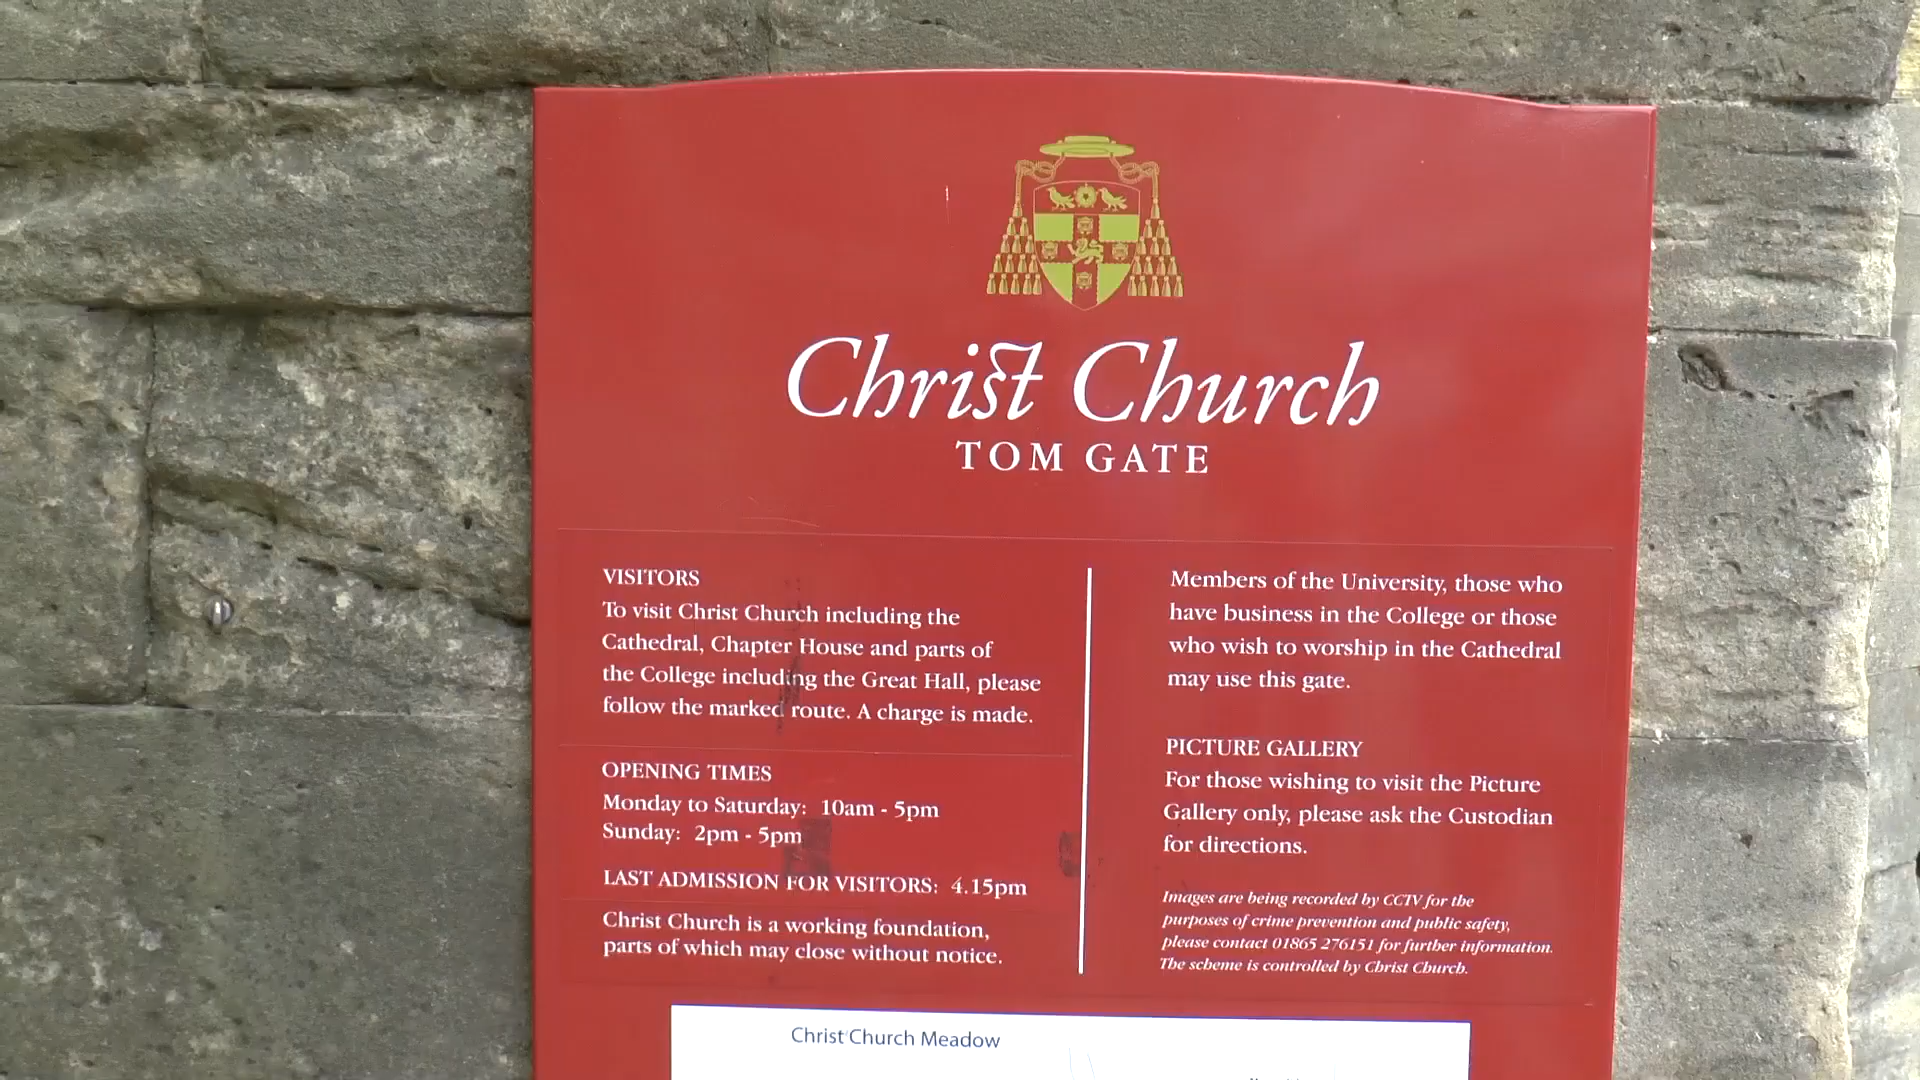 Christ Church
TOM GATE
VISITORS
To visit Christ Church including the
Cathedral, Chapter House and parts of
the College including the Great Hall, please
follow the marked route. A charge is made.
OPENING TIMES
Monday to Saturday: 10am - 5pm
Sunday: 2pm - 5pm
LAST ADMISSION FOR VISITORS: 4.15pm
Christ Church is a working foundation,
parts of which may close without notice.
Members of the University, those who
have business in the College or those
who wish to worship in the Cathedral
may use this gate.
PICTURE GALLERY
For those wishing to visit the Picture
Gallery only, please ask the Custodian
for directions.
Images are being recorded by CCTV for the
purposes of crime prevention and public safety,
please contact 01865 276151 for further information.
The scheme is controlled by Christ Church.
Christ Church Meadow